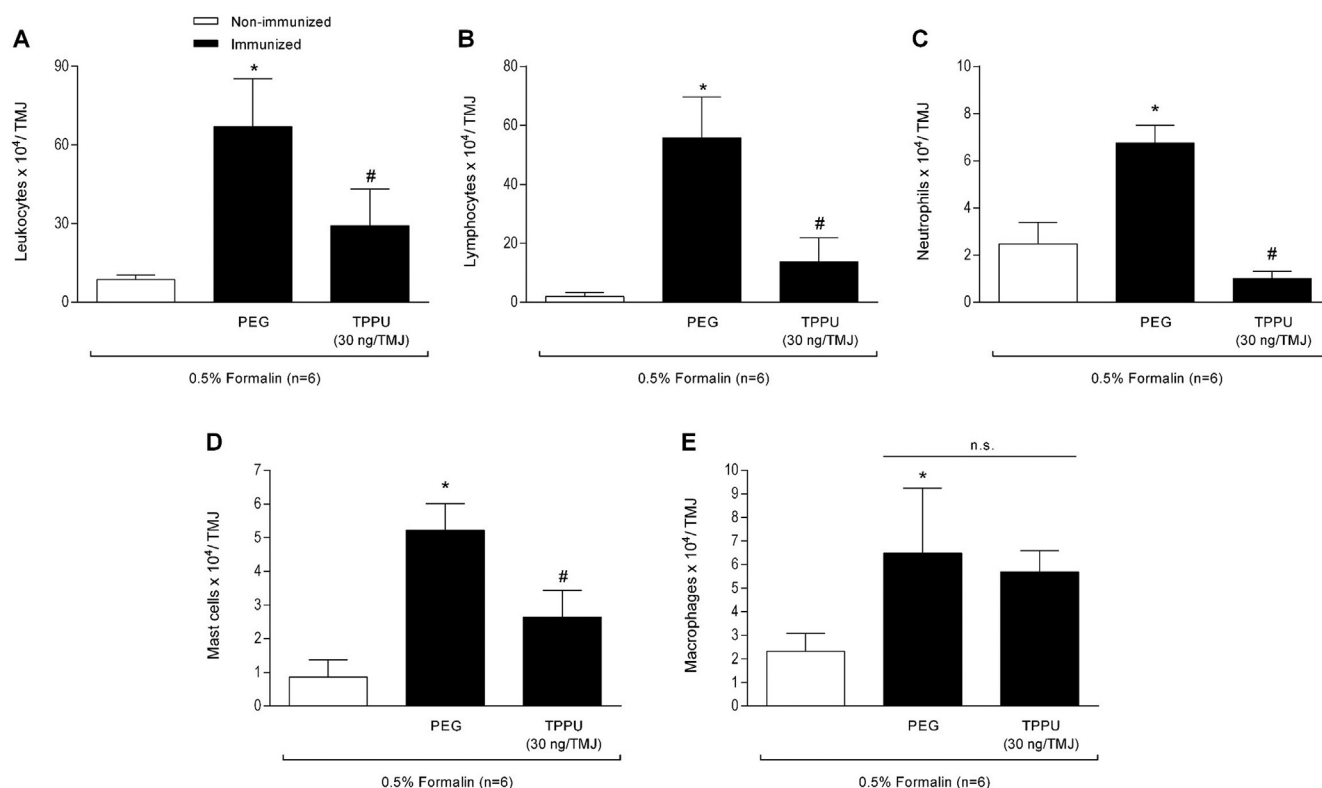 Non-immunized
Immunized
A
Leukocytes x 10⁴/ TMJ
90
60
30
0
*
#
PEG
TPPU
(30 ng/TMJ)
0.5% Formalin (n=6)
B
Lymphocytes x 10⁴/ TMJ
80
60
40
20
0
*
#
PEG
TPPU
(30 ng/TMJ)
0.5% Formalin (n=6)
C
Neutrophils x 10⁴/ TMJ
10
8
6
4
2
0
*
#
PEG
TPPU
(30 ng/TMJ)
0.5% Formalin (n=6)
D
Mast cells x 10⁴/ TMJ
7
6
5
4
3
2
1
0
*
#
PEG
TPPU
(30 ng/TMJ)
0.5% Formalin (n=6)
E
n.s.
Macrophages x 10⁴/ TMJ
10
9
8
7
6
5
4
3
2
1
0
*
PEG
TPPU
(30 ng/TMJ)
0.5% Formalin (n=6)